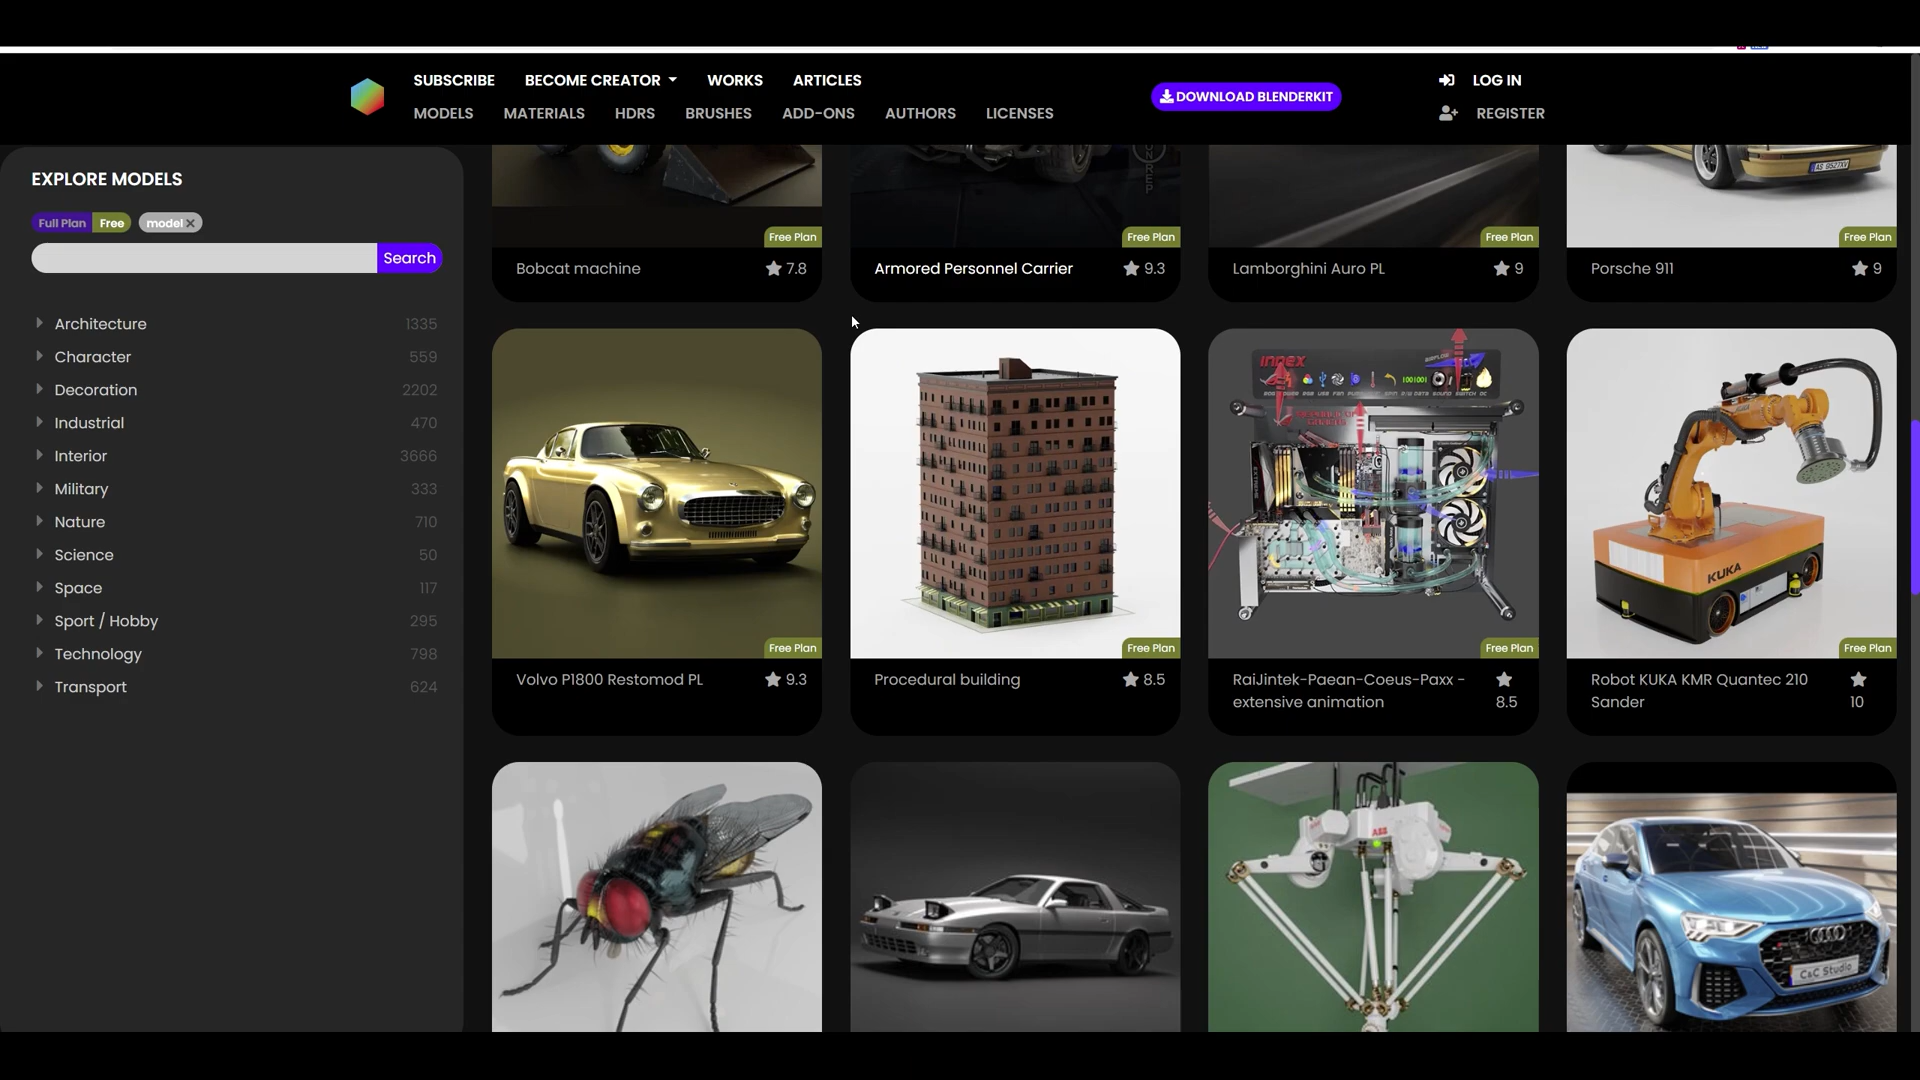 SUBSCRIBE BECOME CREATOR WORKS ARTICLES
MODELS MATERIALS HDRS BRUSHES ADD-ONS AUTHORS LICENSES
DOWNLOAD BLENDERKIT
LOG IN
REGISTER
EXPLORE MODELS
Full Plan Free model
Search
Architecture 1335
Character 559
Decoration 2202
Industrial 470
Interior 3666
Military 333
Nature 710
Science 50
Space 117
Sport / Hobby 295
Technology 798
Transport 624
Free Plan
Bobcat machine 7.8
Free Plan
Armored Personnel Carrier 9.3
Free Plan
Lamborghini Auro PL 9
Free Plan
Porsche 911 9
Free Plan
Volvo P1800 Restomod PL 9.3
Free Plan
Procedural building 8.5
Free Plan
RaiJintek-Paean-Coeus-Paxx -
extensive animation 8.5
KUKA
Free Plan
Robot KUKA KMR Quantec 210
Sander 10
ABB
C&C Studio